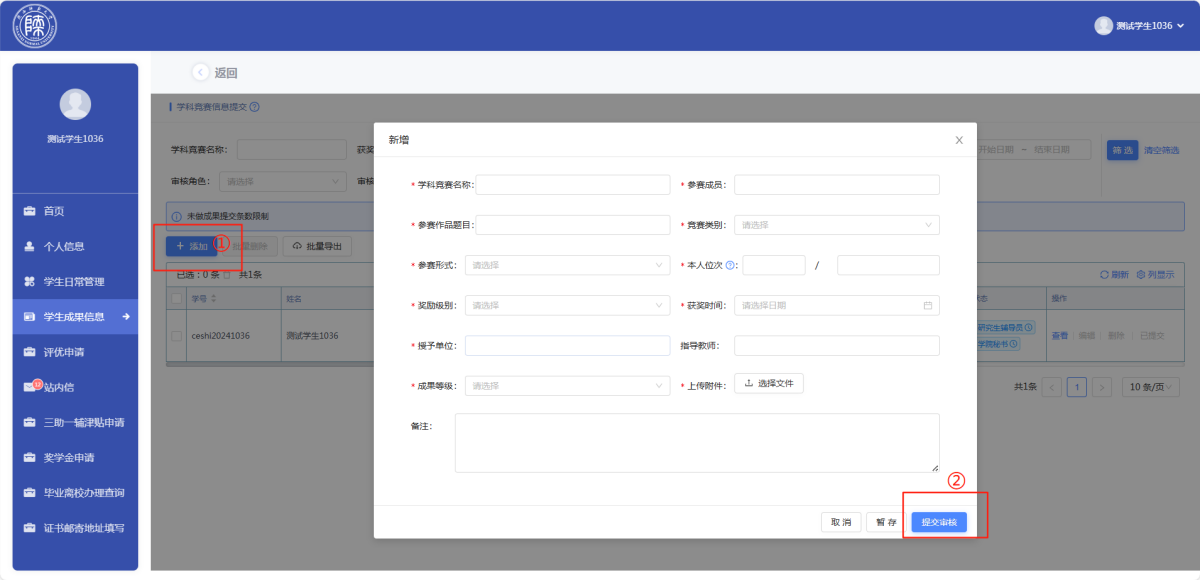 测试学生1036
测试学生1036
首页
个人信息
学生日常管理
学生成果信息
评优申请
站内信
三助一辅津贴申请
奖学金申请
毕业离校办理查询
证书邮寄地址填写
返回
学科竞赛信息提交
学科竞赛名称：
获奖
开始日期 ~ 结束日期
筛 选 清空筛选
审核角色： 请选择
审核
未做成果提交条数限制
+ 添加 ① 批量删除 批量导出
已选：0 条 共1条
刷新 列显示
学号 姓名
操作
ceshi20241036 测试学生1036
研究生辅导员
学院秘书
查看 编辑 删除 已提交
共1条 < 1 > 10 条/页
新增 X
* 学科竞赛名称： * 参赛成员：
* 参赛作品题目： * 竞赛类别： 请选择
* 参赛形式： 请选择 * 本人位次 ： /
* 奖励级别： 请选择 * 获奖时间： 请选择日期
* 授予单位： 指导教师：
* 成果等级： 请选择 * 上传附件： 选择文件
备注：
②
取 消 暂 存 提交审核